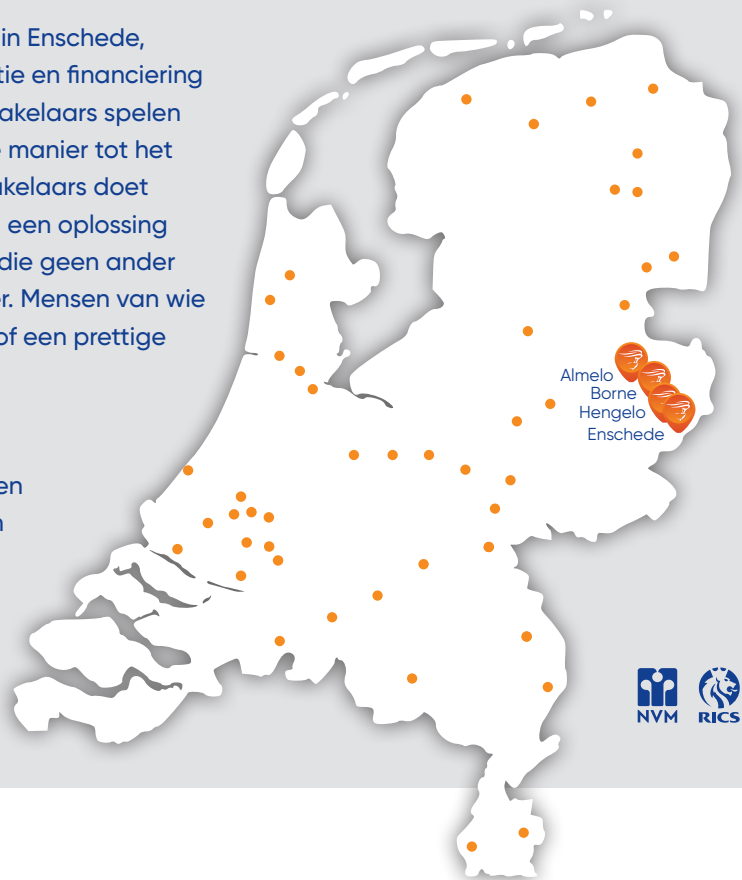 in Enschede,
tie en financiering
akelaars spelen
e manier tot het
akelaars doet
een oplossing
die geen ander
er. Mensen van wie
of een prettige
en
Almelo
Borne
Hengelo
Enschede
NVM
RICS